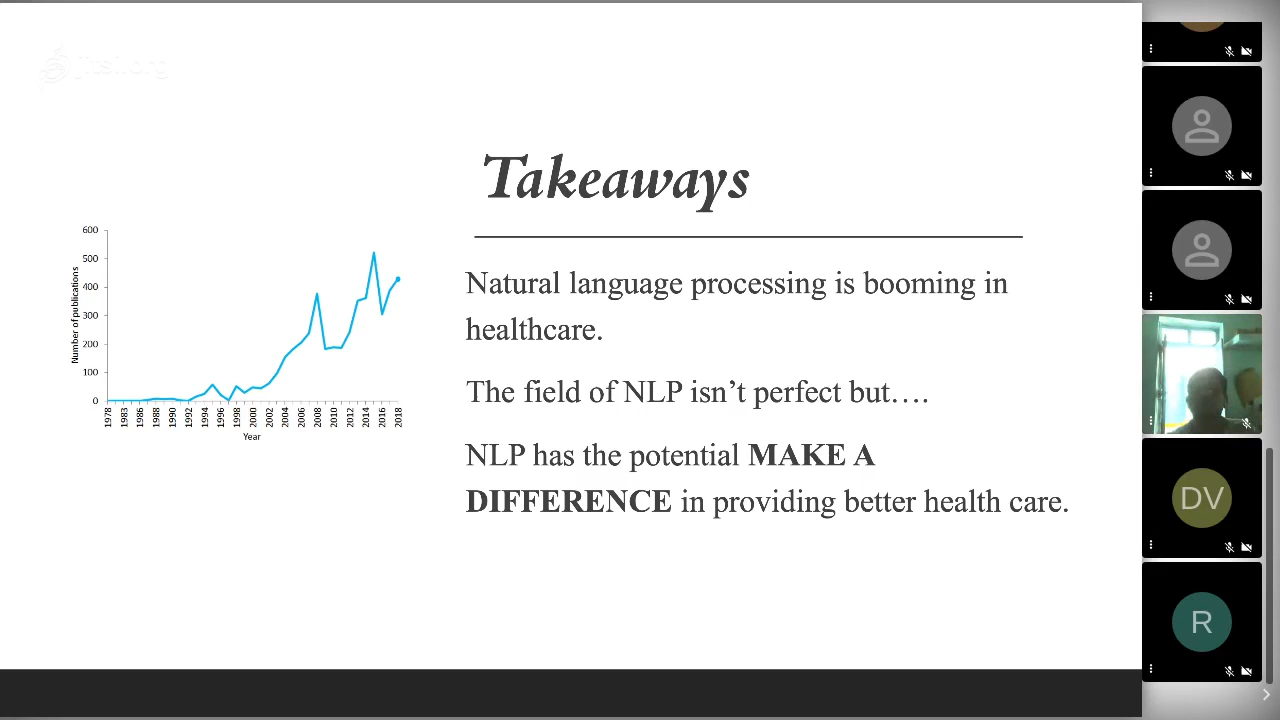 Takeaways
Natural language processing is booming in
healthcare.
The field of NLP isn't perfect but….
NLP has the potential MAKE A
DIFFERENCE in providing better health care.
600
500
400
300
200
100
0
Number of publications
1978
1983
1986
1988
1990
1992
1994
1996
1998
2000
2002
2004
2006
2008
2010
2012
2014
2016
2018
Year
DV
R